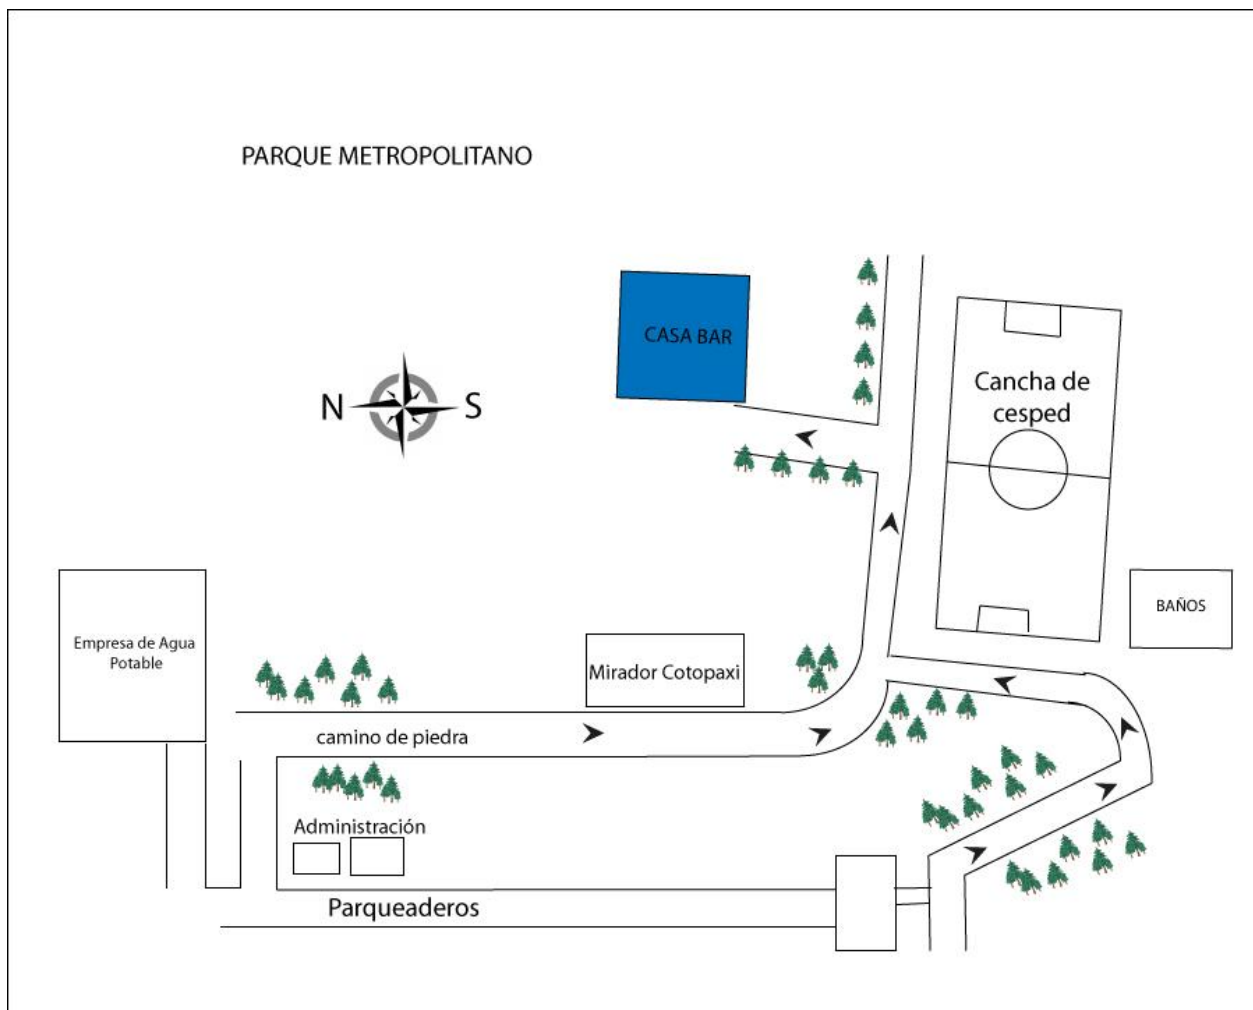 PARQUE METROPOLITANO
CASA BAR
Cancha de
cesped
N
S
BAÑOS
Empresa de Agua
Potable
Mirador Cotopaxi
camino de piedra
Administración
Parqueaderos